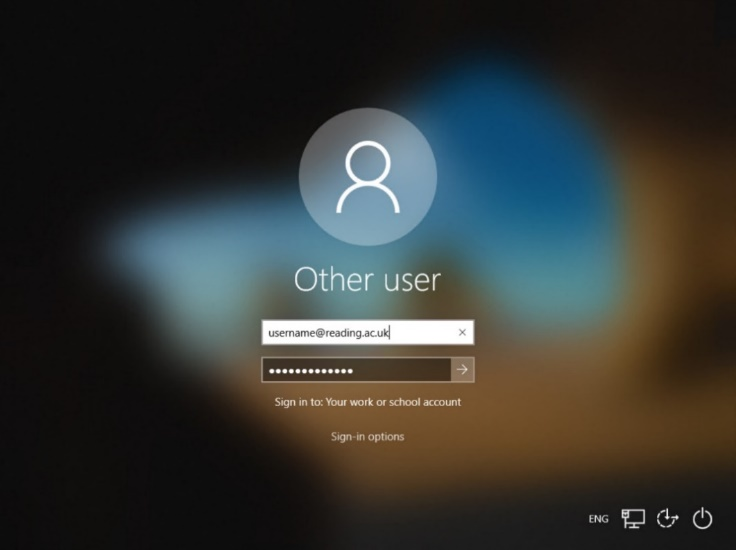 Other user
username@reading.ac.uk
Sign in to: Your work or school account
Sign-in options
ENG